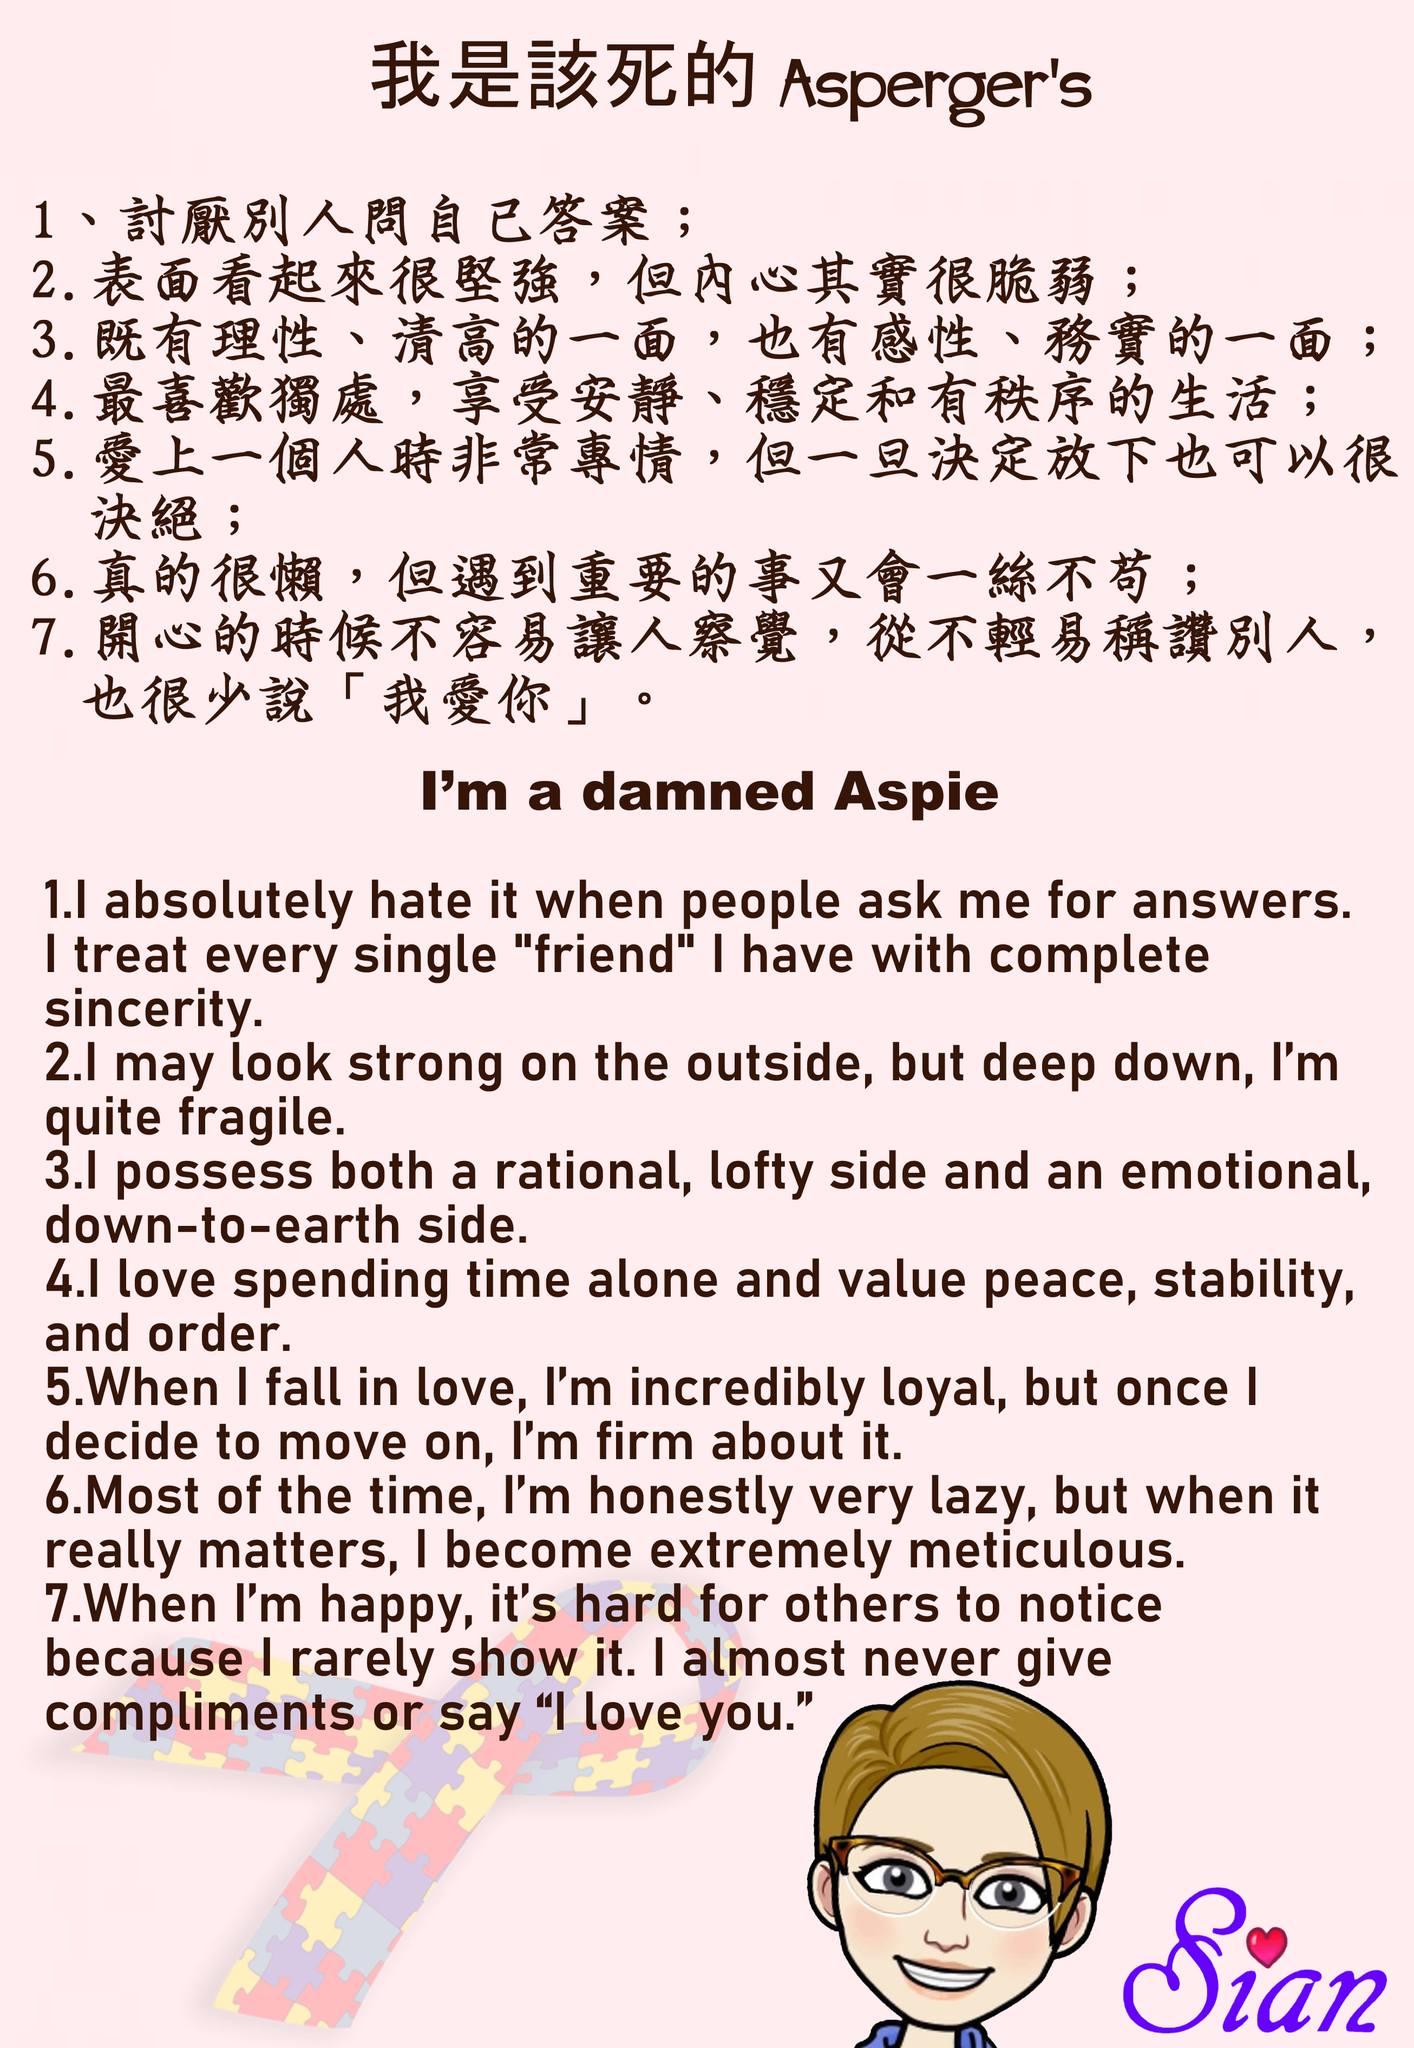 我是該死的 Asperger's
1、討厭別人問自己答案；
2.表面看起來很堅強，但內心其實很脆弱；
3.既有理性、清高的一面，也有感性、務實的一面；
4.最喜歡獨處，享受安靜、穩定和有秩序的生活；
5.愛上一個人時非常專情，但一旦決定放下也可以很
決絕；
6.真的很懶，但遇到重要的事又會一絲不苟；
7.開心的時候不容易讓人察覺，從不輕易稱讚別人，
也很少說「我愛你」。
I’m a damned Aspie
1.I absolutely hate it when people ask me for answers.
I treat every single "friend" I have with complete
sincerity.
2.I may look strong on the outside, but deep down, I’m
quite fragile.
3.I possess both a rational, lofty side and an emotional,
down-to-earth side.
4.I love spending time alone and value peace, stability,
and order.
5.When I fall in love, I’m incredibly loyal, but once I
decide to move on, I’m firm about it.
6.Most of the time, I’m honestly very lazy, but when it
really matters, I become extremely meticulous.
7.When I’m happy, it’s hard for others to notice
because I rarely show it. I almost never give
compliments or say “I love you.”
Sian